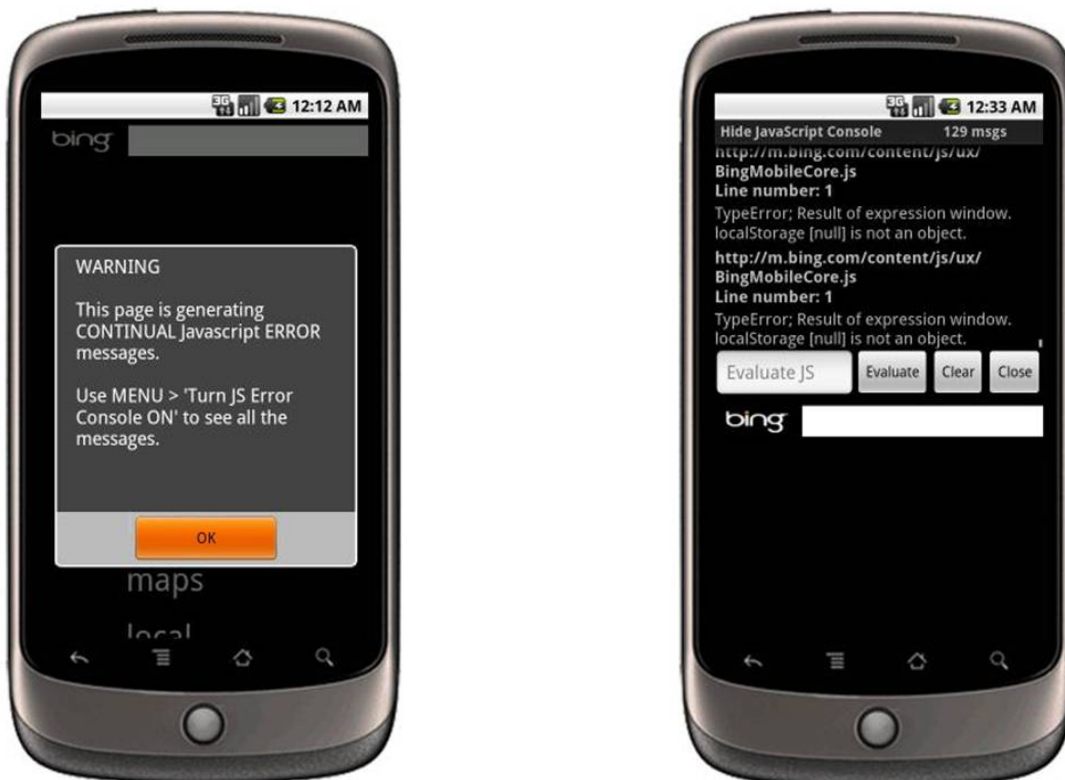 3G 12:12 AM
bing
WARNING
This page is generating
CONTINUAL Javascript ERROR
messages.
Use MENU > 'Turn JS Error
Console ON' to see all the
messages.
OK
maps
local
3G 12:33 AM
Hide JavaScript Console 129 msgs
http://m.bing.com/content/js/ux/
BingMobileCore.js
Line number: 1
TypeError; Result of expression window.
localStorage [null] is not an object.
http://m.bing.com/content/js/ux/
BingMobileCore.js
Line number: 1
TypeError; Result of expression window.
localStorage [null] is not an object.
Evaluate JS Evaluate Clear Close
bing